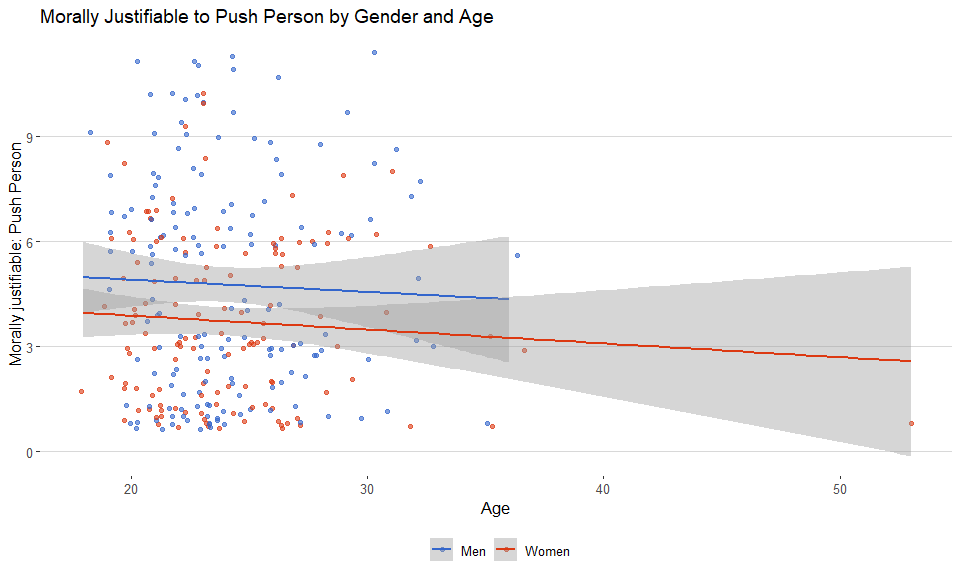 Morally Justifiable to Push Person by Gender and Age
Morally justifiable: Push Person
9
6
3
0
20 30 40 50
Age
Men Women